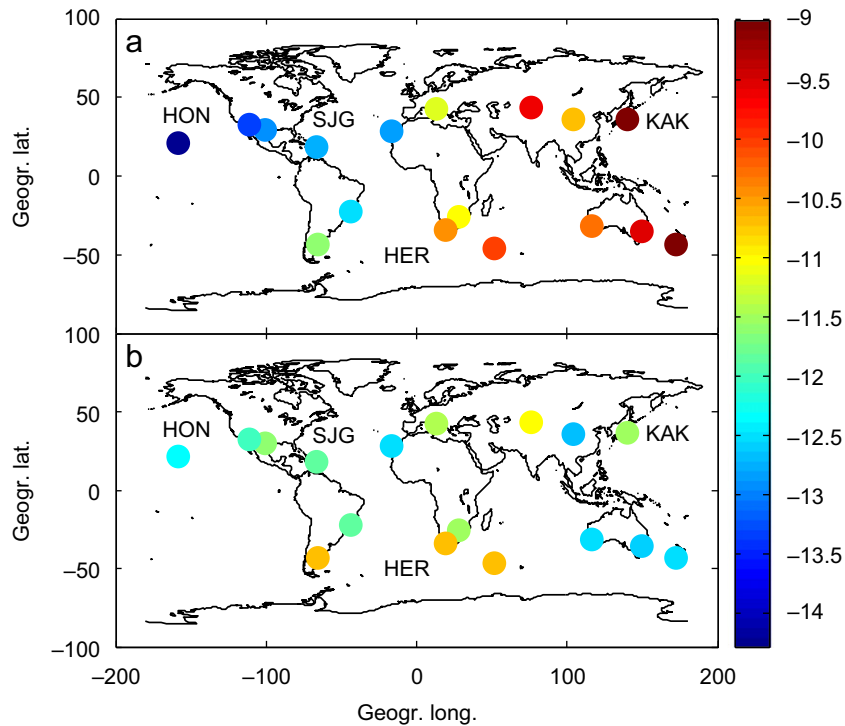 100
a
50
0
−50
HON
SJG
KAK
HER
Geogr. lat.
100
b
50
0
−50
−100
HON
SJG
KAK
HER
Geogr. lat.
−200
−100
0
100
200
Geogr. long.
−9
−9.5
−10
−10.5
−11
−11.5
−12
−12.5
−13
−13.5
−14